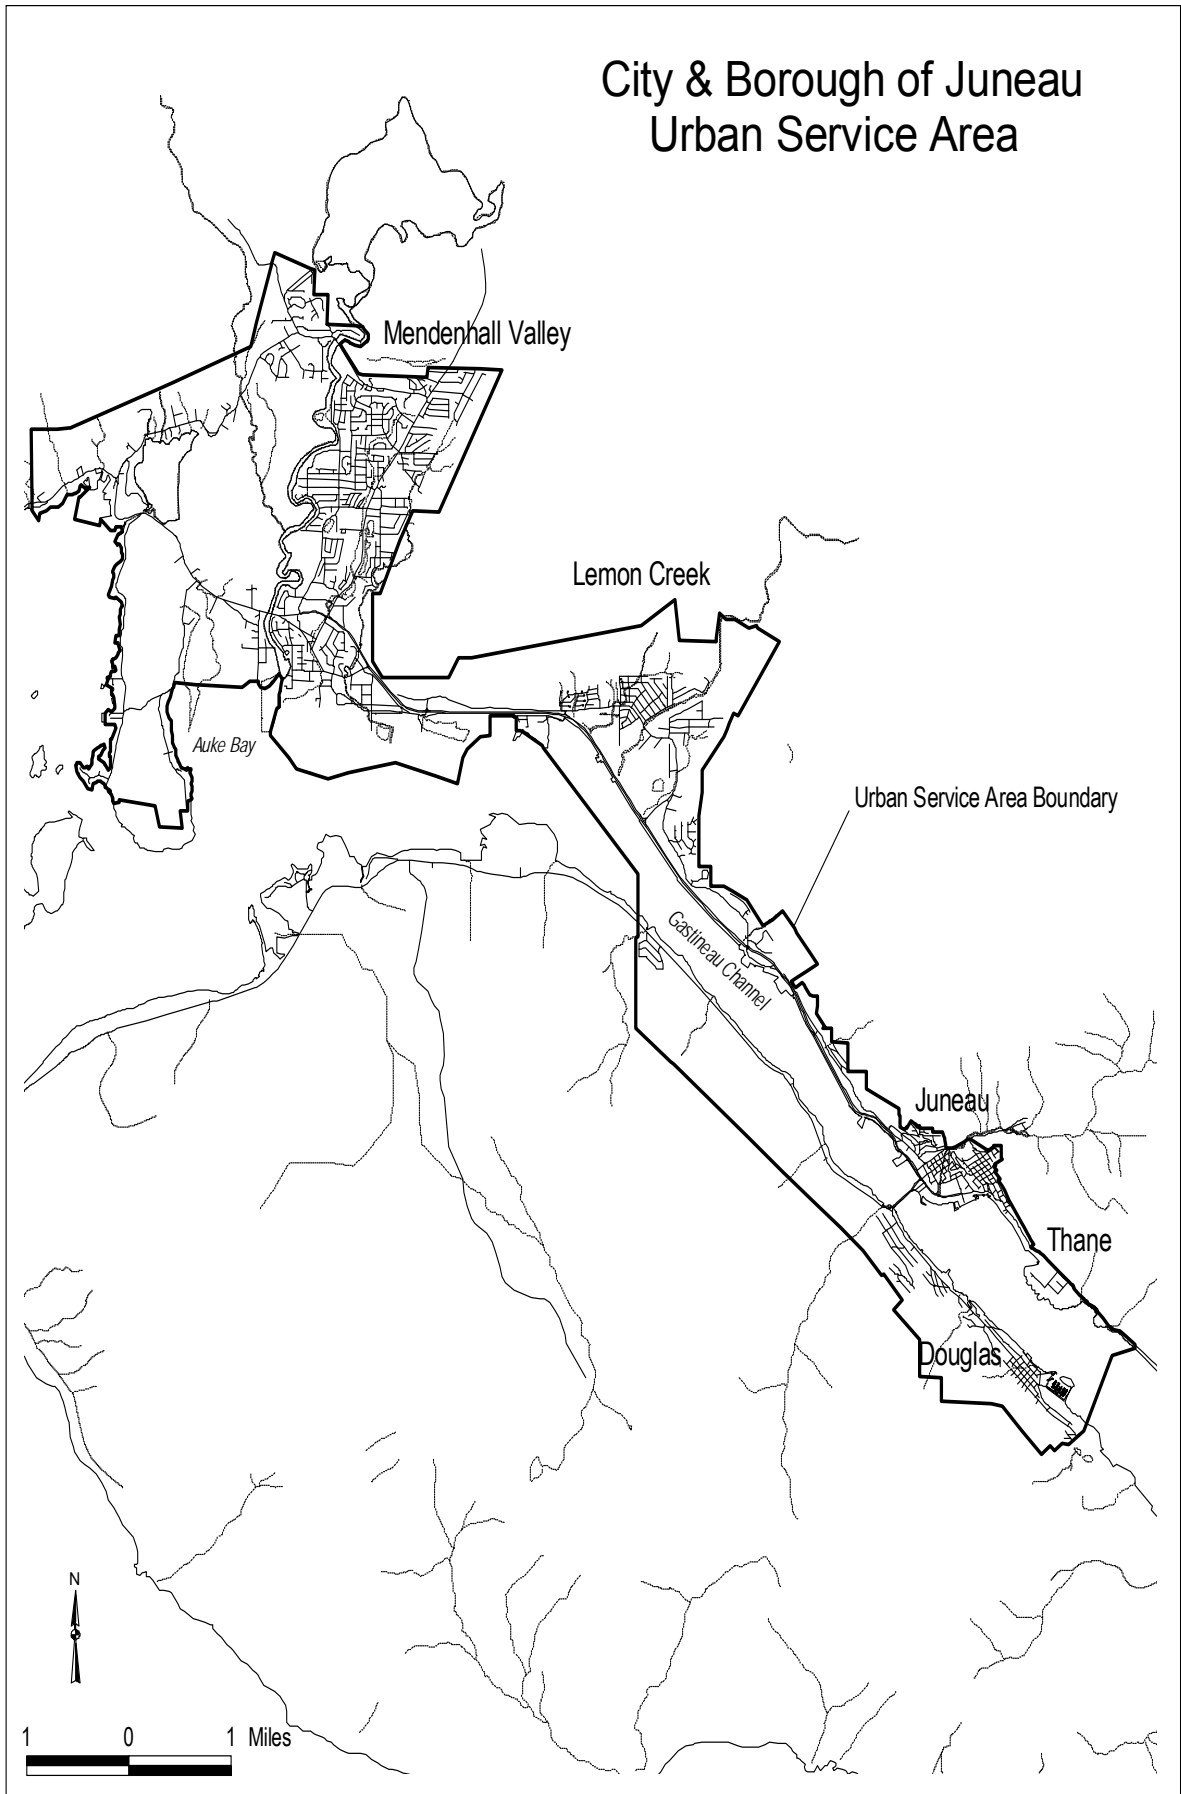 City & Borough of Juneau
Urban Service Area
Mendenhall Valley
Lemon Creek
Auke Bay
Urban Service Area Boundary
Gastineau Channel
Juneau
Thane
Douglas
N
1 0 1 Miles